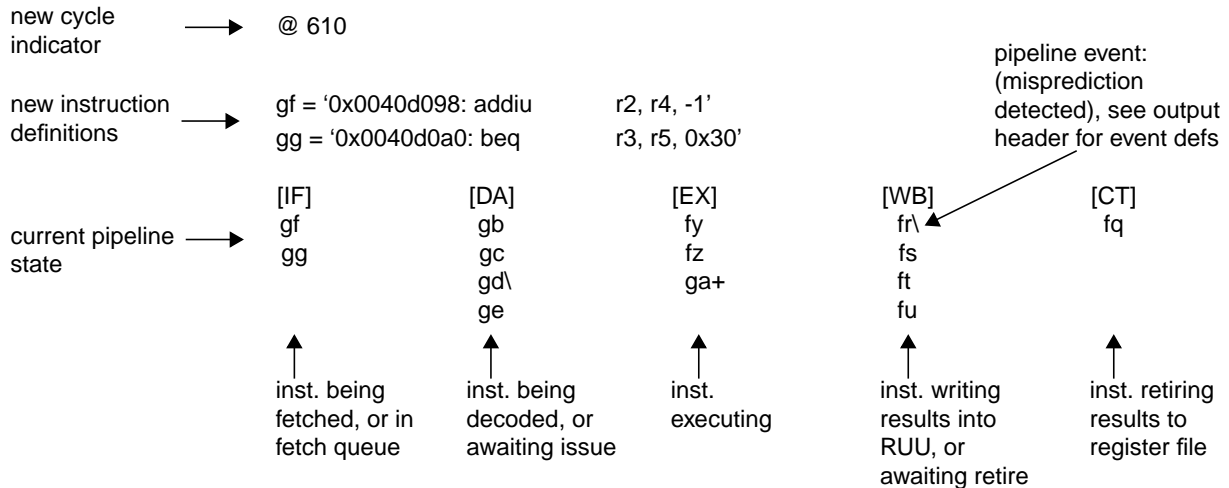 new cycle
indicator
@ 610
pipeline event:
(misprediction
detected), see output
header for event defs
new instruction
definitions
gf = ‘0x0040d098: addiu r2, r4, -1’
gg = ‘0x0040d0a0: beq r3, r5, 0x30’
current pipeline
state
[IF] [DA] [EX] [WB] [CT]
gf gb fy fr\ fq
gg gc fz fs
gd\ ga+ ft
ge fu
inst. being
fetched, or in
fetch queue
inst. being
decoded, or
awaiting issue
inst.
executing
inst. writing
results into
RUU, or
awaiting retire
inst. retiring
results to
register file